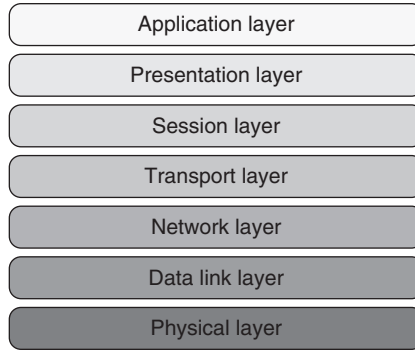 Application layer
Presentation layer
Session layer
Transport layer
Network layer
Data link layer
Physical layer